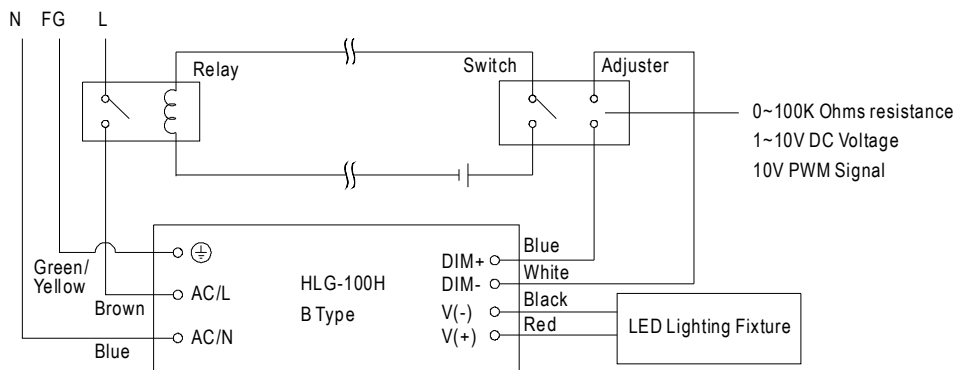 N FG L
Relay
Switch
Adjuster
0~100K Ohms resistance
1~10V DC Voltage
10V PWM Signal
Green/
Yellow
Brown
Blue
AC/L
AC/N
HLG-100H
B Type
DIM+
DIM-
V(-)
V(+)
Blue
White
Black
Red
LED Lighting Fixture